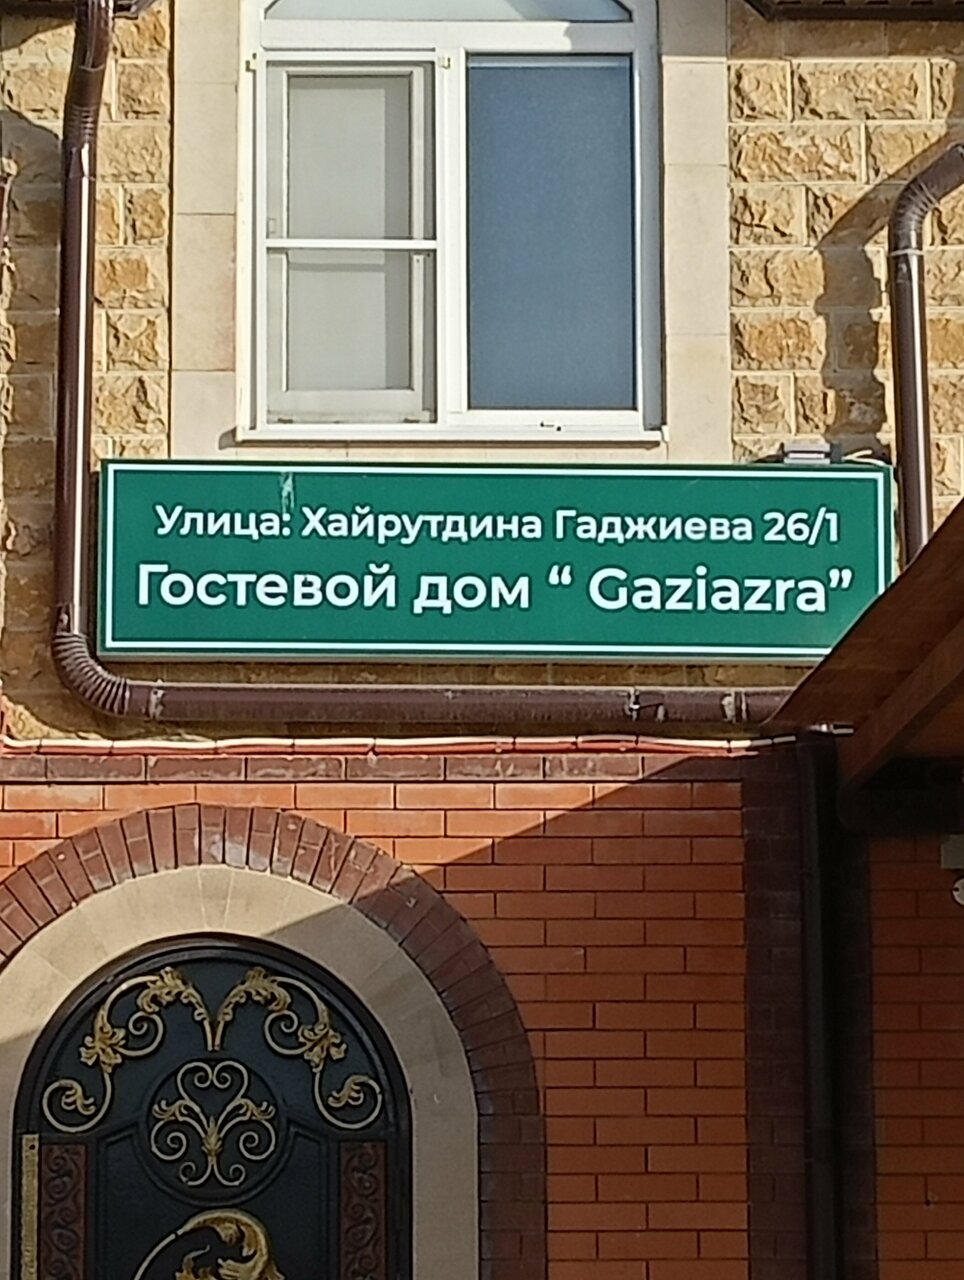 Улица: Хайрутдина Гаджиева 26/1
Гостевой дом “ Gaziazra”